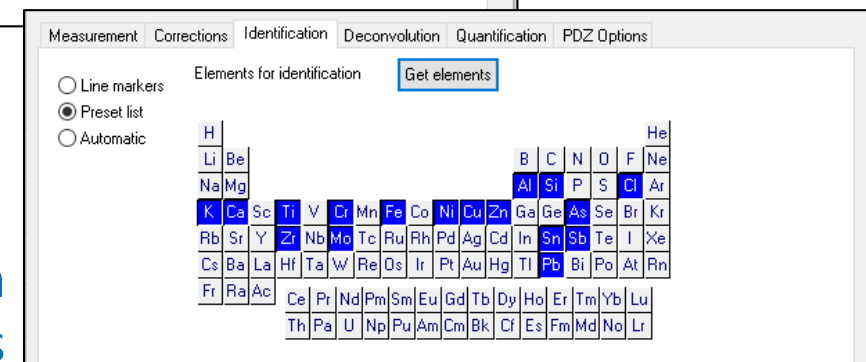 Measurement Corrections Identification Deconvolution Quantification PDZ Options
Line markers Elements for identification Get elements
Preset list
Automatic
H He
Li Be B C N O F Ne
Na Mg Al Si P S Cl Ar
K Ca Sc Ti V Cr Mn Fe Co Ni Cu Zn Ga Ge As Se Br Kr
Rb Sr Y Zr Nb Mo Tc Ru Rh Pd Ag Cd In Sn Sb Te I Xe
Cs Ba La Hf Ta W Re Os Ir Pt Au Hg Tl Pb Bi Po At Rn
Fr Ra Ac
Ce Pr Nd Pm Sm Eu Gd Tb Dy Ho Er Tm Yb Lu
Th Pa U Np Pu Am Cm Bk Cf Es Fm Md No Lr